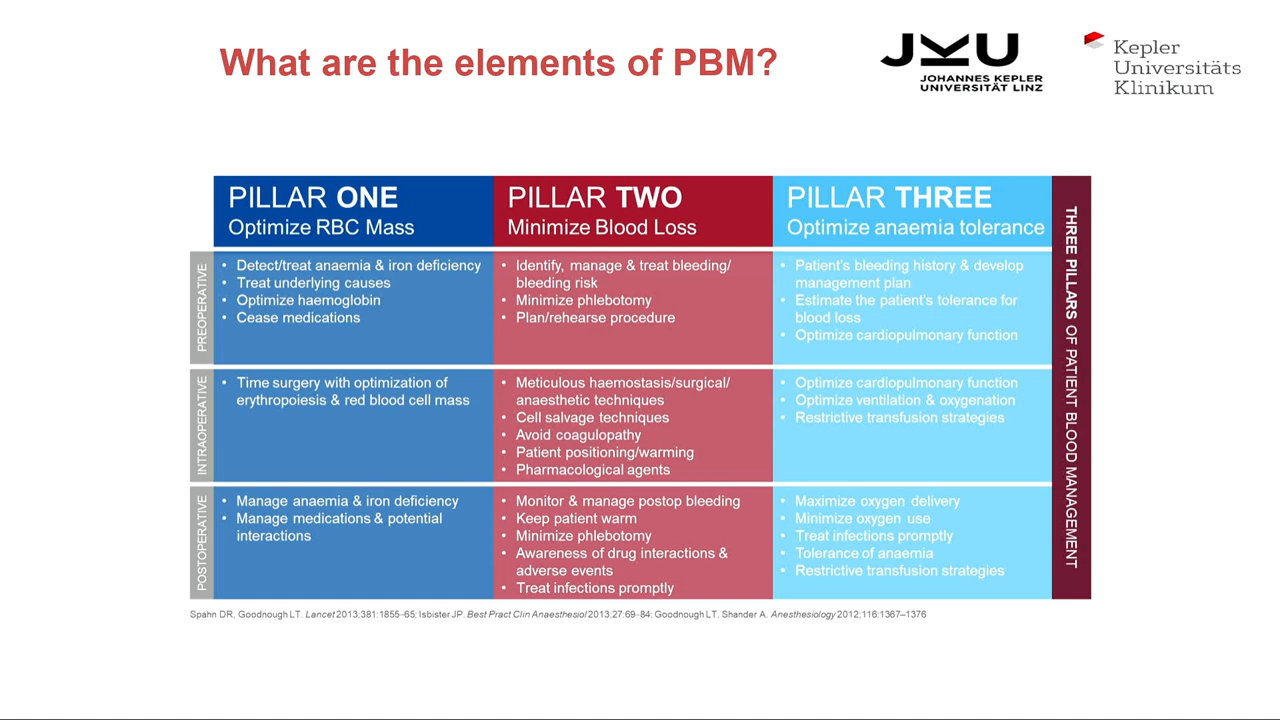 What are the elements of PBM?
JKU
JOHANNES KEPLER
UNIVERSITÄT LINZ
Kepler
Universitäts
Klinikum
PILLAR ONE
Optimize RBC Mass
PILLAR TWO
Minimize Blood Loss
PILLAR THREE
Optimize anaemia tolerance
THREE PILLARS OF PATIENT BLOOD MANAGEMENT
PREOPERATIVE
• Detect/treat anaemia & iron deficiency
• Treat underlying causes
• Optimize haemoglobin
• Cease medications
• Identify, manage & treat bleeding/
bleeding risk
• Minimize phlebotomy
• Plan/rehearse procedure
• Patient's bleeding history & develop
management plan
• Estimate the patient's tolerance for
blood loss
• Optimize cardiopulmonary function
INTRAOPERATIVE
• Time surgery with optimization of
erythropoiesis & red blood cell mass
• Meticulous haemostasis/surgical/
anaesthetic techniques
• Cell salvage techniques
• Avoid coagulopathy
• Patient positioning/warming
• Pharmacological agents
• Optimize cardiopulmonary function
• Optimize ventilation & oxygenation
• Restrictive transfusion strategies
POSTOPERATIVE
• Manage anaemia & iron deficiency
• Manage medications & potential
interactions
• Monitor & manage postop bleeding
• Keep patient warm
• Minimize phlebotomy
• Awareness of drug interactions &
adverse events
• Treat infections promptly
• Maximize oxygen delivery
• Minimize oxygen use
• Treat infections promptly
• Tolerance of anaemia
• Restrictive transfusion strategies
Spahn DR, Goodnough LT. Lancet 2013;381:1855–65; Isbister JP. Best Pract Clin Anaesthesiol 2013;27:69–84; Goodnough LT, Shander A. Anesthesiology 2012;116:1367–1376